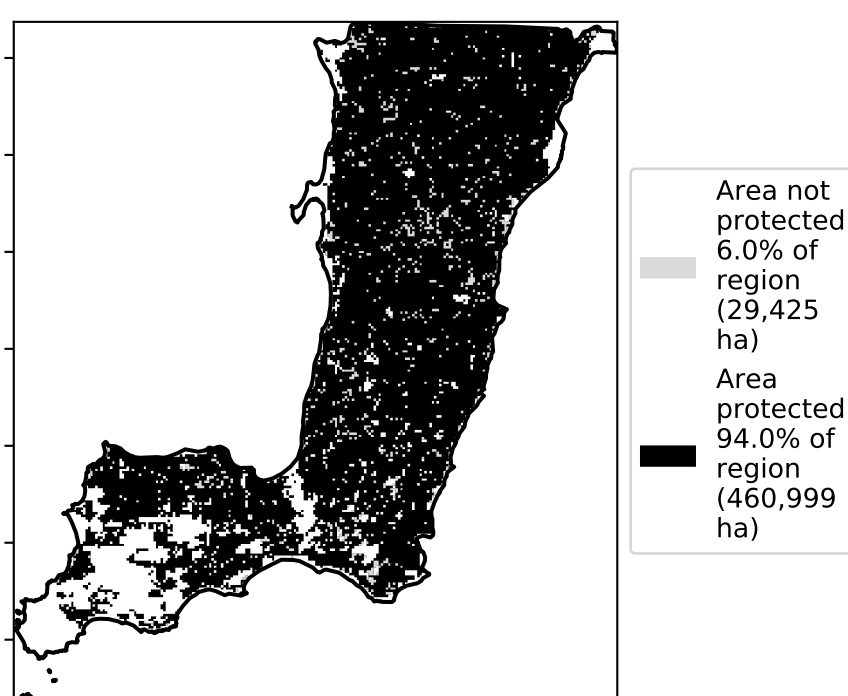 Area not
protected
6.0% of
region
(29,425
ha)
Area
protected
94.0% of
region
(460,999
ha)